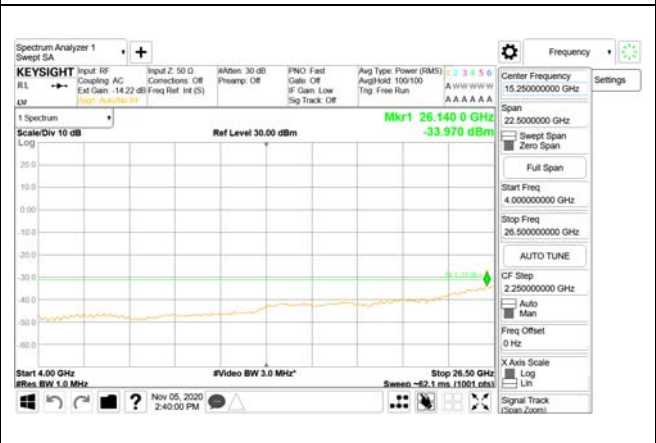 Spectrum Analyzer 1
Swept SA
+
Frequency
KEYSIGHT
Input: RF
Coupling: AC
Ext Gain: -14.22 dB
Align: Auto/No RF
Input Z: 50 Ω
Corrections: Off
Freq Ref: Int (S)
#Atten: 30 dB
Preamp: Off
PNO: Fast
Gate: Off
IF Gain: Low
Sig Track: Off
Avg Type: Power (RMS)
Avg|Hold: 100/100
Trig: Free Run
1 2 3 4 5 6
A W W W W W
A A A A A A
RL
LXI
1 Spectrum
Scale/Div 10 dB
Ref Level 30.00 dBm
Mkr1 26.140 0 GHz
-33.970 dBm
Log
20.0
10.0
0.00
-10.0
-20.0
-30.0
-40.0
-50.0
-60.0
Start 4.00 GHz
#Res BW 1.0 MHz
#Video BW 3.0 MHz*
Stop 26.50 GHz
Sweep ~62.1 ms (1001 pts)
Nov 05, 2020
2:40:00 PM
Center Frequency
15.250000000 GHz
Settings
Span
22.5000000 GHz
Swept Span
Zero Span
Full Span
Start Freq
4.000000000 GHz
Stop Freq
26.500000000 GHz
AUTO TUNE
CF Step
2.250000000 GHz
Auto
Man
Freq Offset
0 Hz
X Axis Scale
Log
Lin
Signal Track
(Span Zoom)